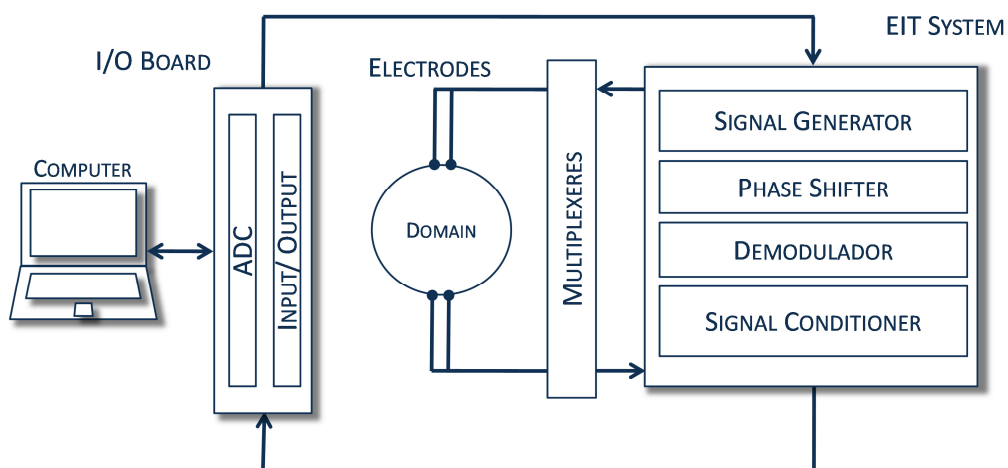 EIT SYSTEM
I/O BOARD
ELECTRODES
COMPUTER
ADC
INPUT/ OUTPUT
DOMAIN
MULTIPLEXERES
SIGNAL GENERATOR
PHASE SHIFTER
DEMODULADOR
SIGNAL CONDITIONER